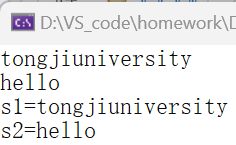 D:\VS_code\homework\D
tongjiuniversity
hello
s1=tongjiuniversity
s2=hello